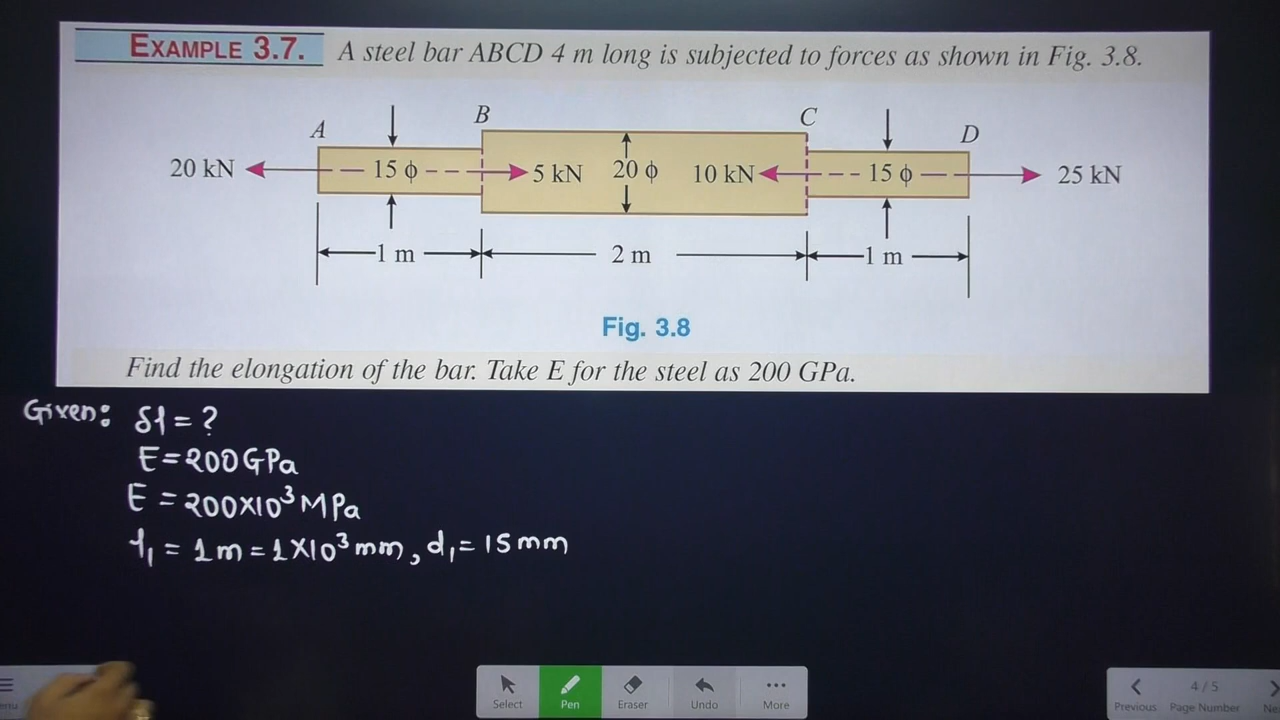 EXAMPLE 3.7. A steel bar ABCD 4 m long is subjected to forces as shown in Fig. 3.8.
A B C D
20 kN 15 ϕ 5 kN 20 ϕ 10 kN 15 ϕ 25 kN
1 m 2 m 1 m
Fig. 3.8
Find the elongation of the bar. Take E for the steel as 200 GPa.
Given: δl = ?
E = 200 GPa
E = 200×10³ MPa
l₁ = 1m = 1×10³ mm, d₁ = 15 mm
Select Pen Eraser Undo More
4 / 5
Previous Page Number